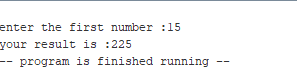 enter the first number :15
your result is :225
-- program is finished running --